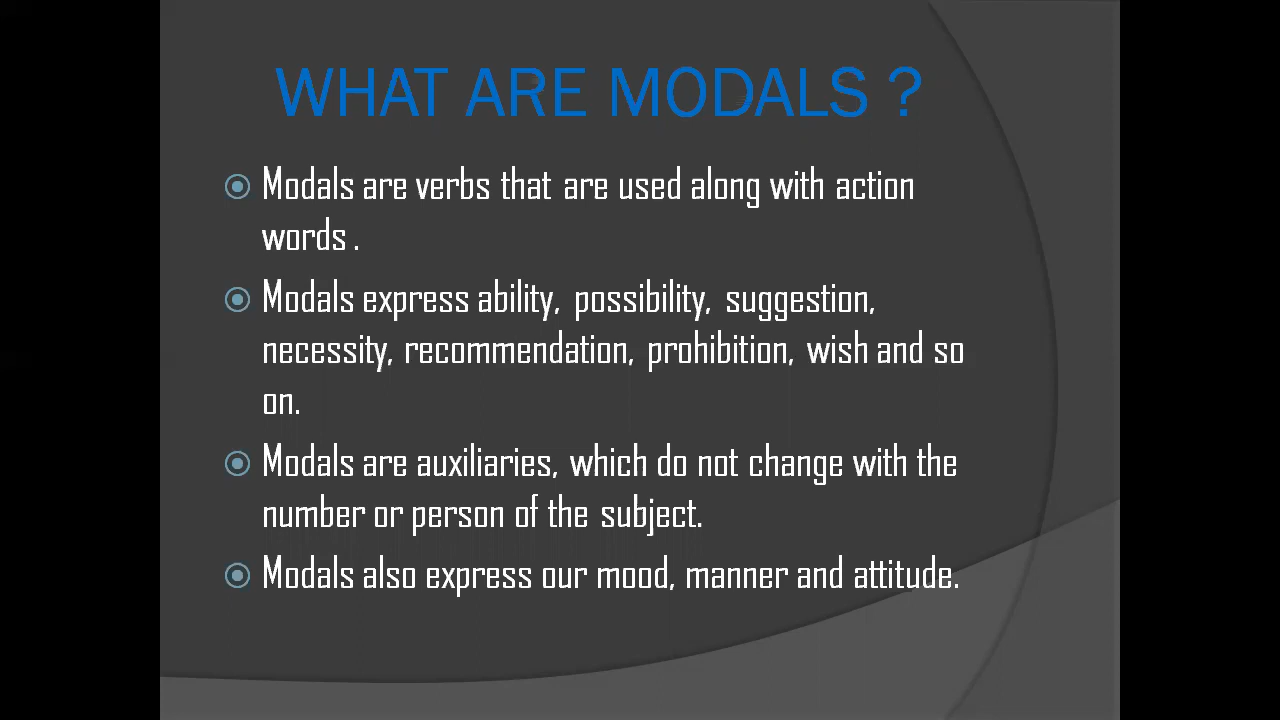 WHAT ARE MODALS ?
Modals are verbs that are used along with action
words .
Modals express ability, possibility, suggestion,
necessity, recommendation, prohibition, wish and so
on.
Modals are auxiliaries, which do not change with the
number or person of the subject.
Modals also express our mood, manner and attitude.